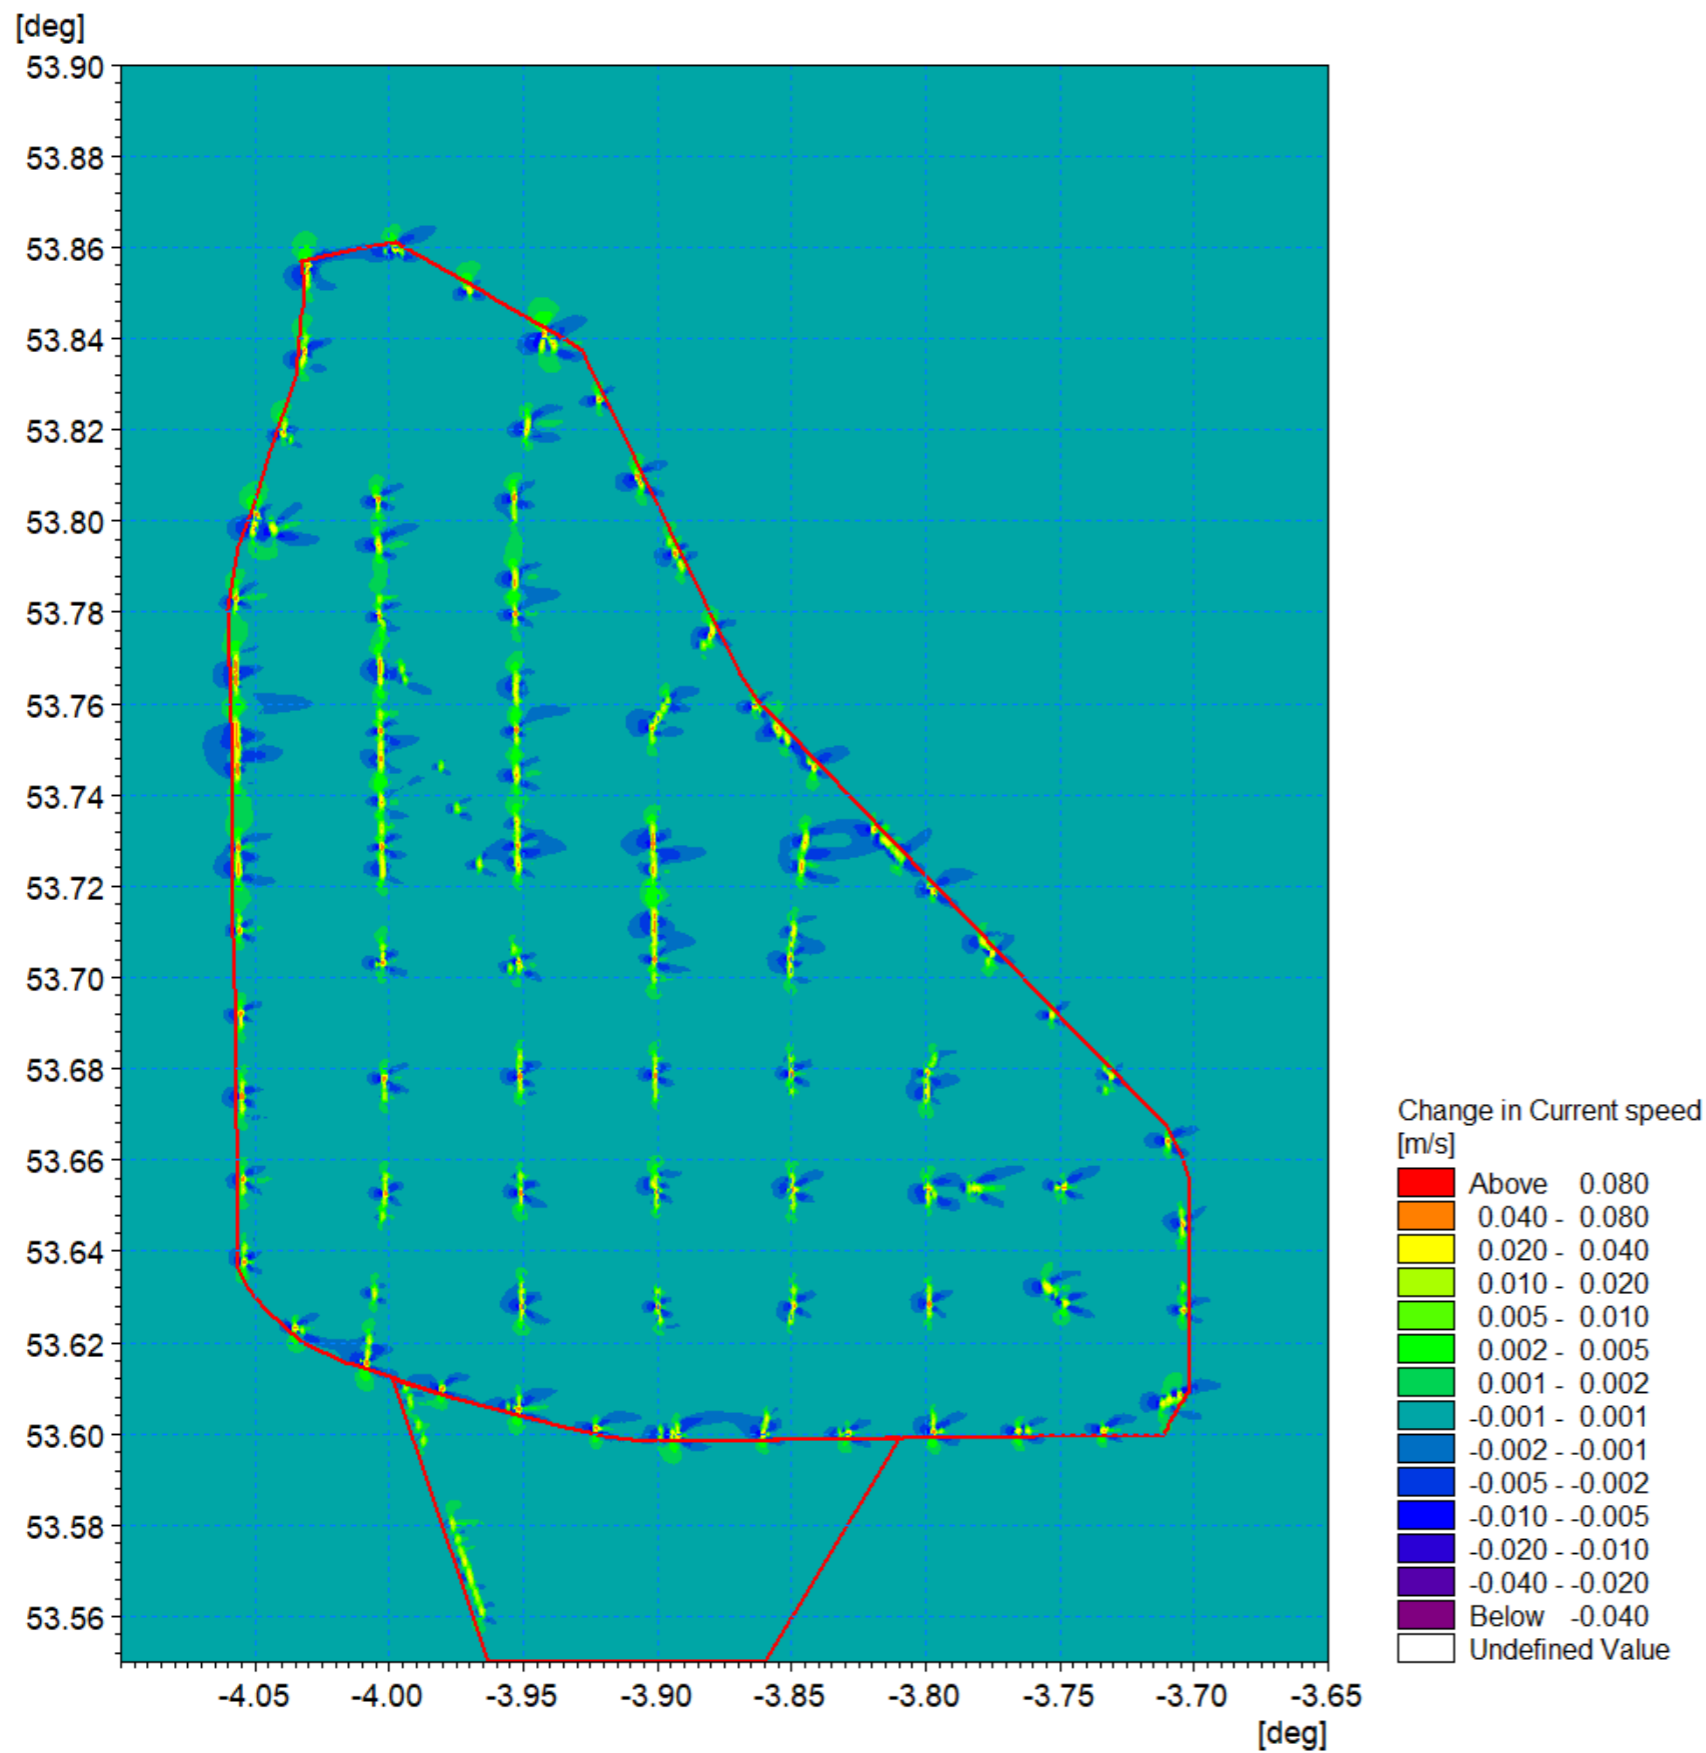 [deg]
53.90
53.88
53.86
53.84
53.82
53.80
53.78
53.76
53.74
53.72
53.70
53.68
53.66
53.64
53.62
53.60
53.58
53.56
-4.05 -4.00 -3.95 -3.90 -3.85 -3.80 -3.75 -3.70 -3.65
[deg]
Change in Current speed
[m/s]
Above 0.080
0.040 - 0.080
0.020 - 0.040
0.010 - 0.020
0.005 - 0.010
0.002 - 0.005
0.001 - 0.002
-0.001 - 0.001
-0.002 - -0.001
-0.005 - -0.002
-0.010 - -0.005
-0.020 - -0.010
-0.040 - -0.020
Below -0.040
Undefined Value